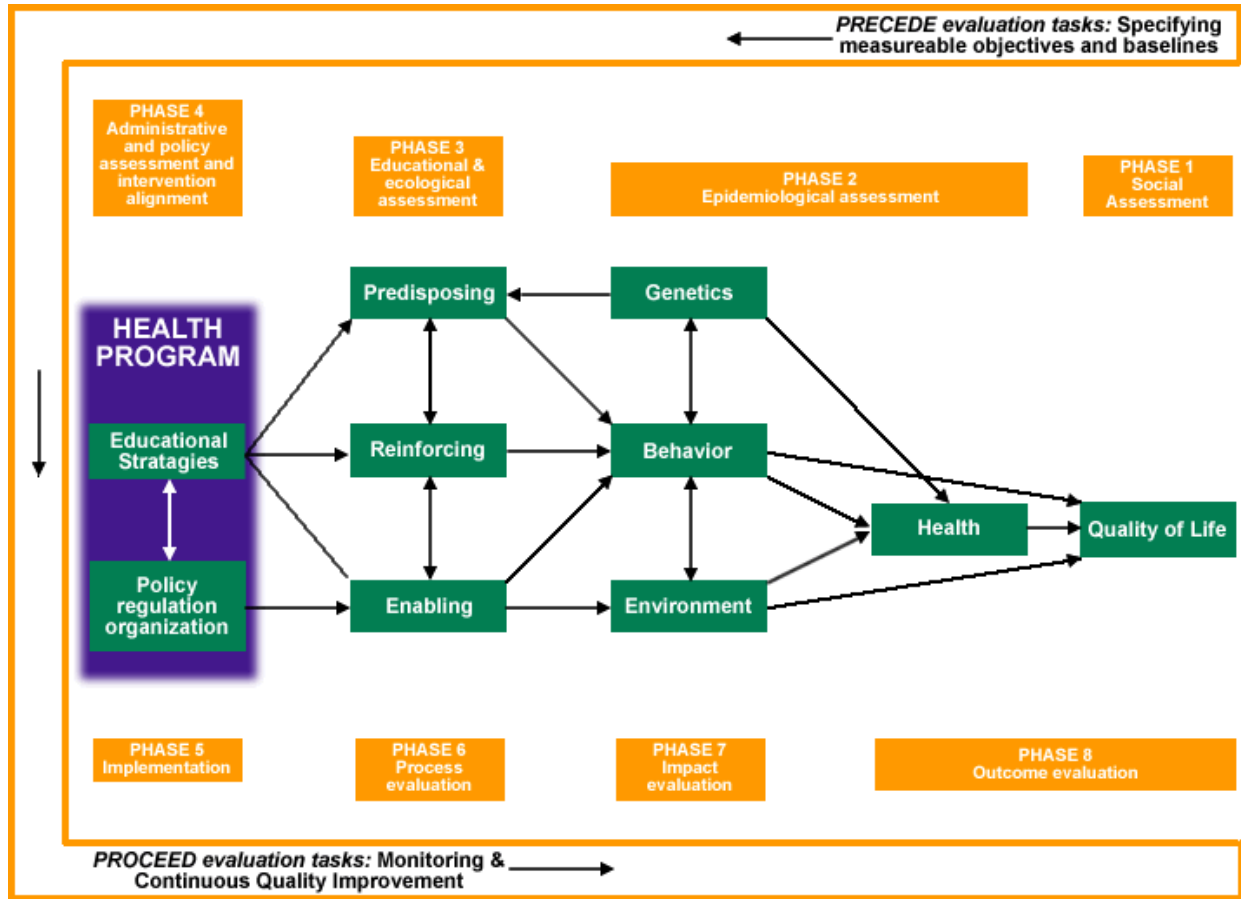 PRECEDE evaluation tasks: Specifying
measureable objectives and baselines
PHASE 4
Administrative
and policy
assessment and
intervention
alignment
PHASE 3
Educational &
ecological
assessment
PHASE 2
Epidemiological assessment
PHASE 1
Social
Assessment
HEALTH
PROGRAM
Predisposing
Genetics
Educational
Stratagies
Reinforcing
Behavior
Health
Quality of Life
Policy
regulation
organization
Enabling
Environment
PHASE 5
Implementation
PHASE 6
Process
evaluation
PHASE 7
Impact
evaluation
PHASE 8
Outcome evaluation
PROCEED evaluation tasks: Monitoring &
Continuous Quality Improvement